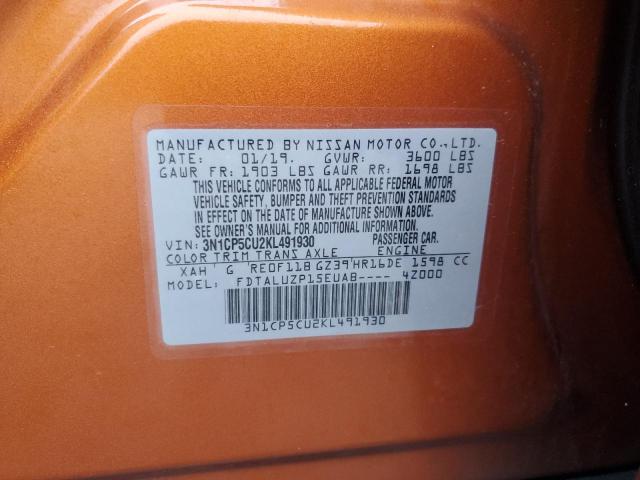 MANUFACTURED BY NISSAN MOTOR CO.,LTD.
DATE: 01/19. GVWR: 3600 LBS
GAWR FR: 1903 LBS GAWR RR: 1698 LBS
THIS VEHICLE CONFORMS TO ALL APPLICABLE FEDERAL MOTOR
VEHICLE SAFETY, BUMPER AND THEFT PREVENTION STANDARDS
IN EFFECT ON THE DATE OF MANUFACTURE SHOWN ABOVE.
SEE OWNER'S MANUAL FOR OTHER INFORMATION.
VIN: 3N1CP5CU2KL491930 PASSENGER CAR.
COLOR TRIM TRANS AXLE ENGINE
XAH G RE0F11B GZ39 HR16DE 1598 CC
MODEL: FDTALUZP15EUAB---- 4Z000
3N1CP5CU2KL491930